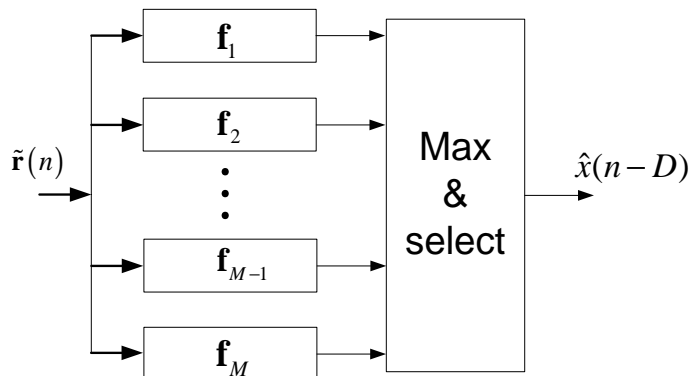 𝐟₁
𝐟₂
r̃(n)
Max
&
select
x̂(n − D)
𝐟_{M−1}
𝐟_M